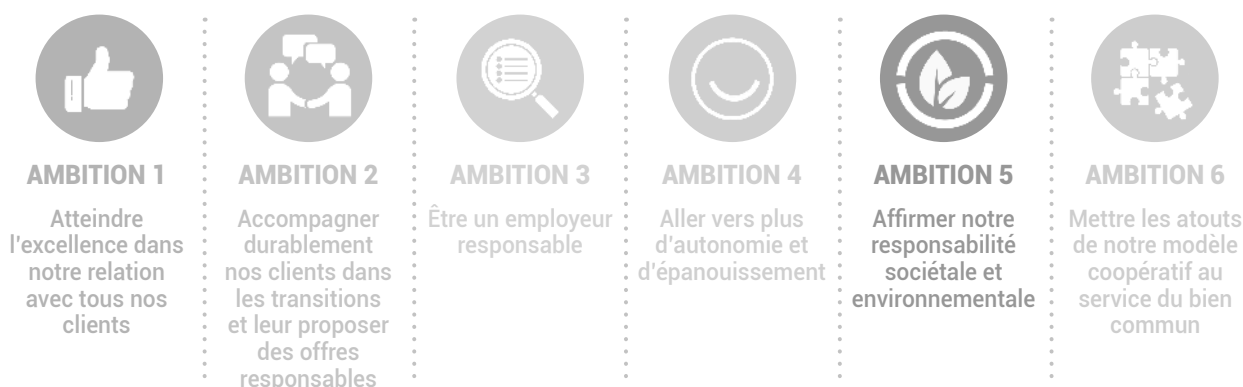 AMBITION 1
Atteindre
l'excellence dans
notre relation
avec tous nos
clients
AMBITION 2
Accompagner
durablement
nos clients dans
les transitions
et leur proposer
des offres
responsables
AMBITION 3
Être un employeur
responsable
AMBITION 4
Aller vers plus
d'autonomie et
d'épanouissement
AMBITION 5
Affirmer notre
responsabilité
sociétale et
environnementale
AMBITION 6
Mettre les atouts
de notre modèle
coopératif au
service du bien
commun